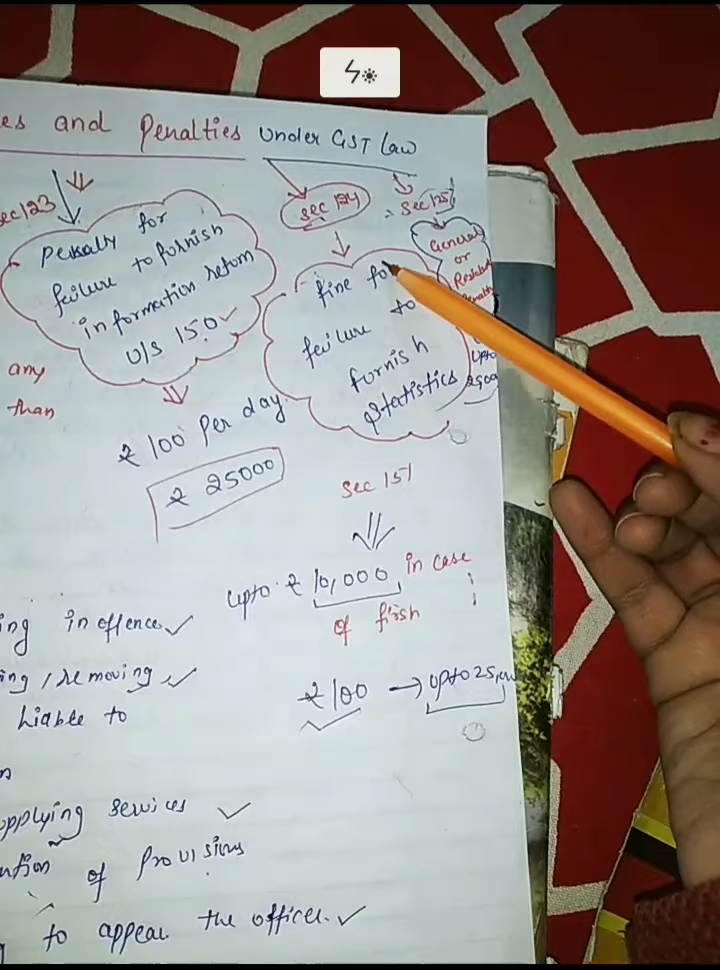 es and Penalties Under GST Law
sec 123
Penalty for
failure to furnish
information return
U/S 150
₹ 100 Per day
₹ 25000
any
than
sec 124
fine for
failure to
furnish
Statistics
Sec 151
upto ₹ 10,000 in case
of firsh
₹ 100 → upto 25,
Sec 125
General
or
upto
ing in offence
ing, removing
Liable to
supplying services
of Provisions
to appear the officer.